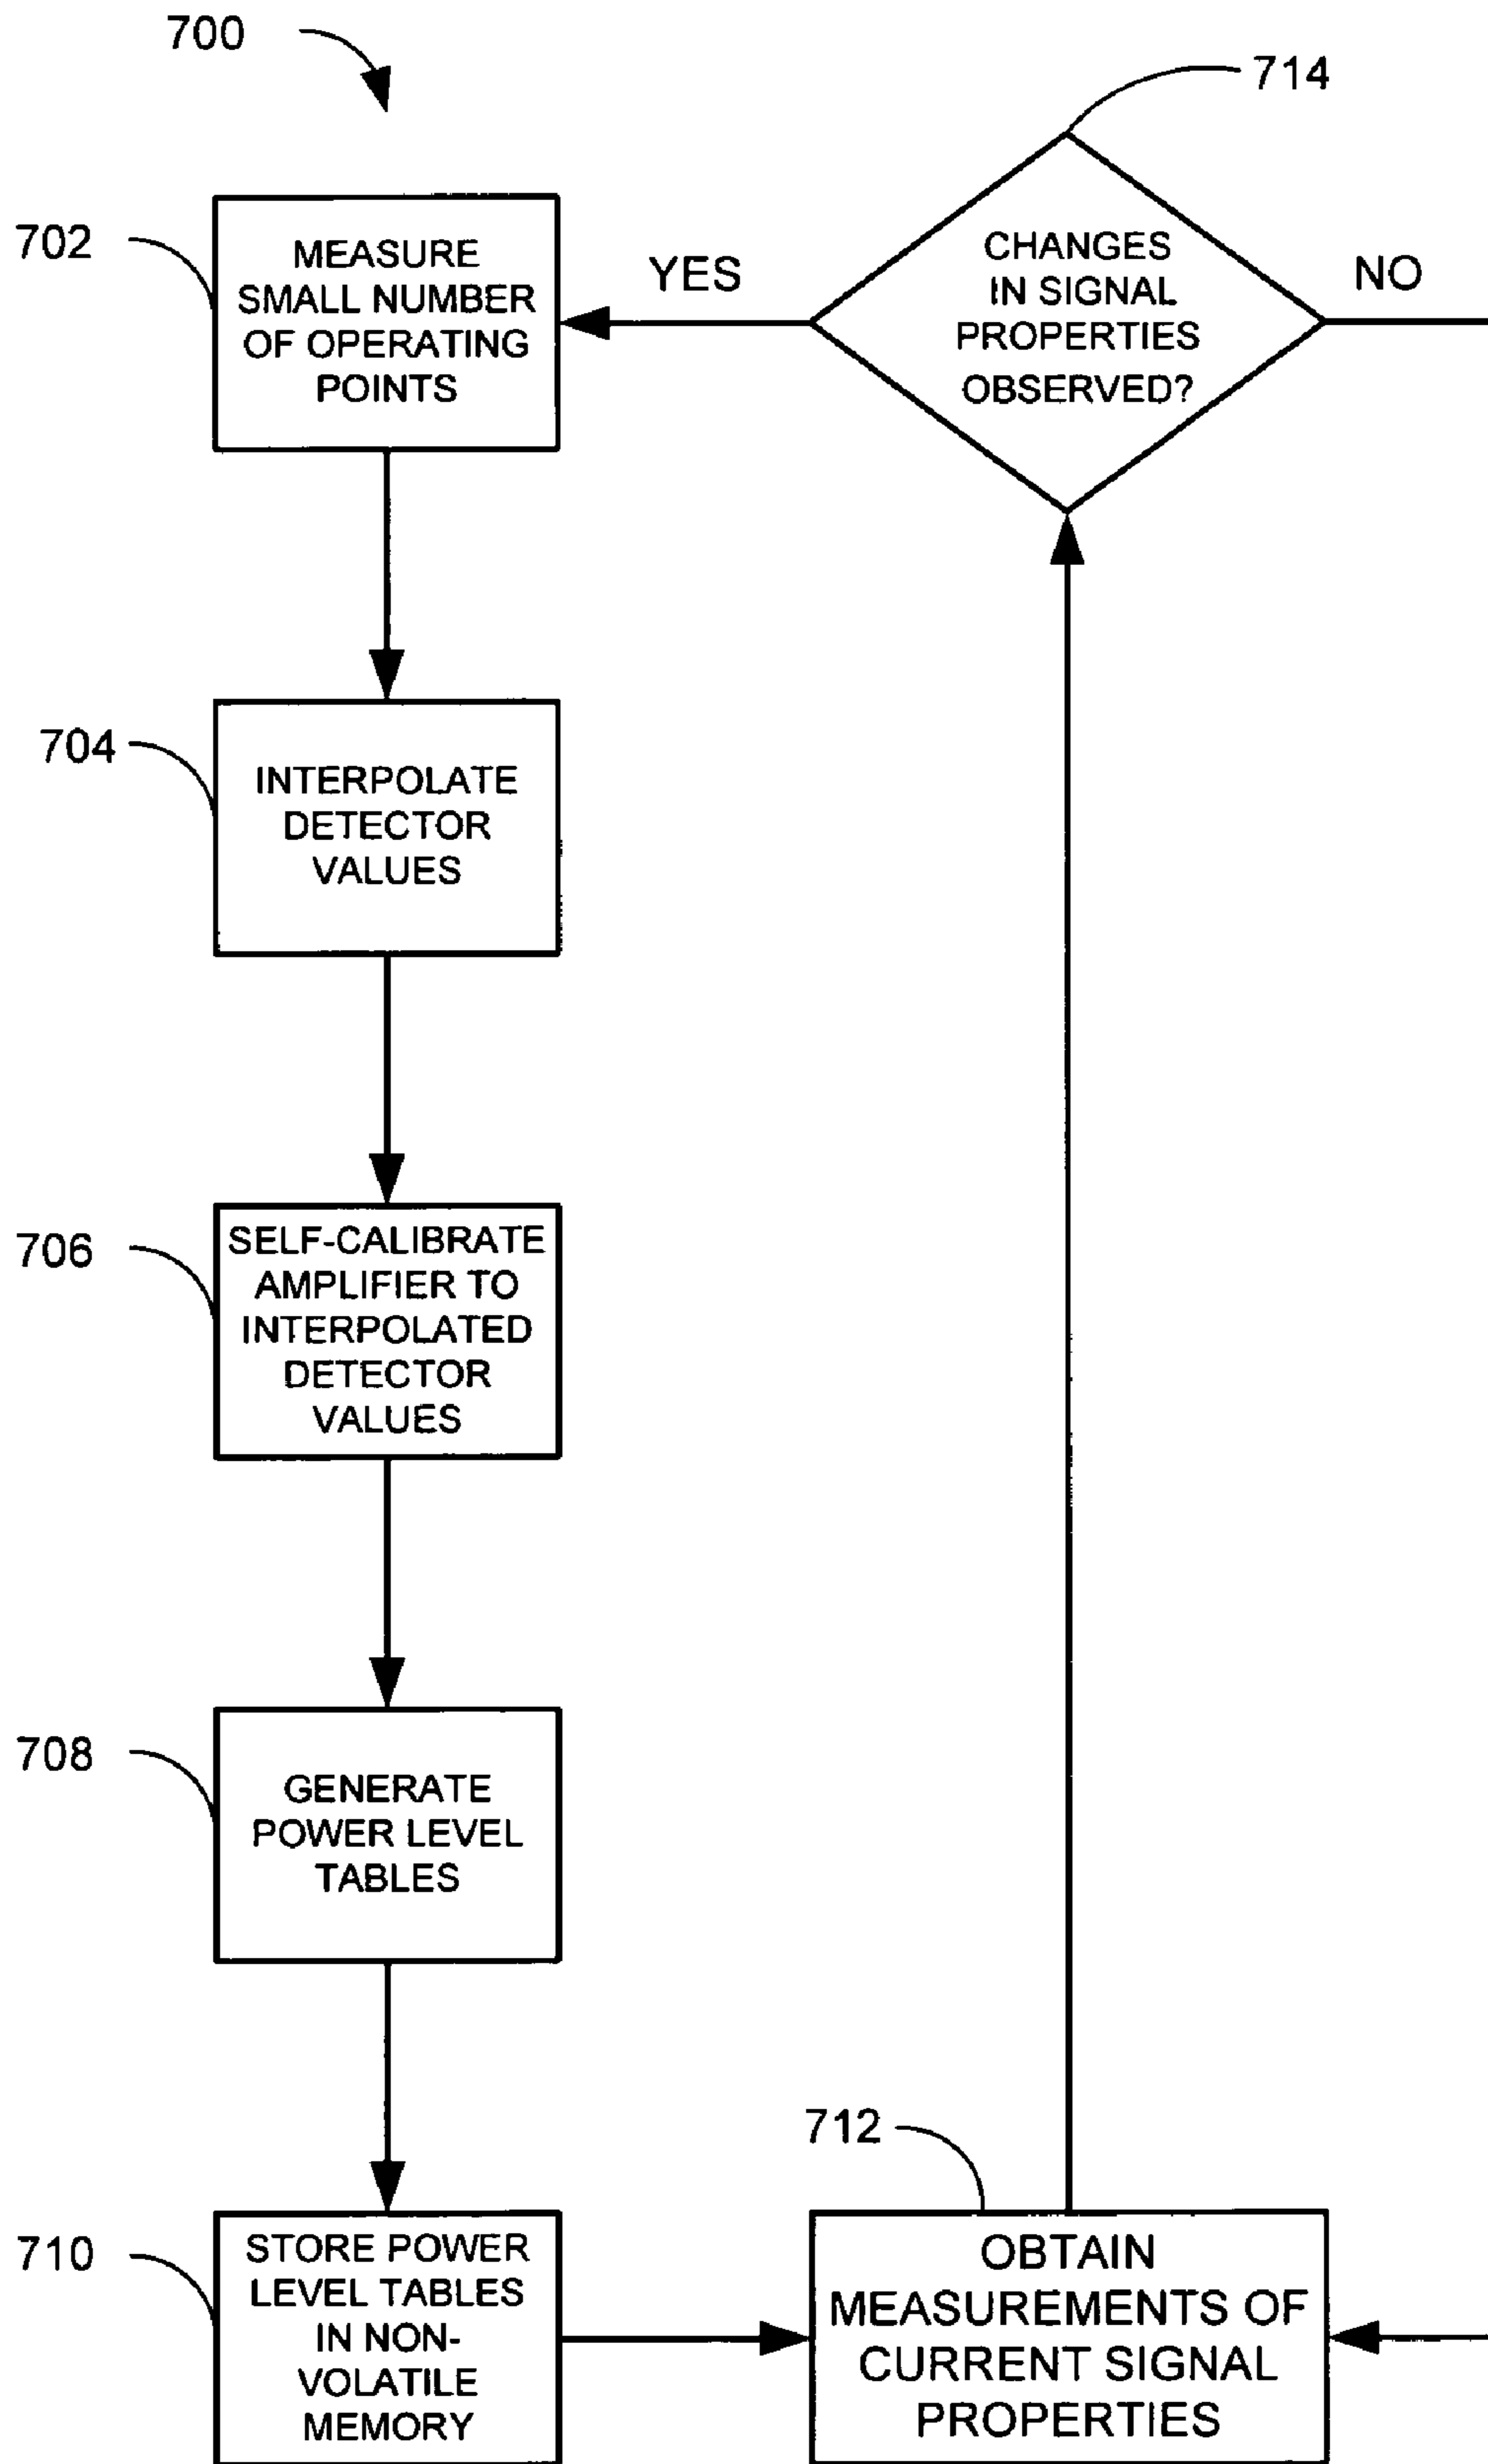 700
702
MEASURE
SMALL NUMBER
OF OPERATING
POINTS
704
INTERPOLATE
DETECTOR
VALUES
706
SELF-CALIBRATE
AMPLIFIER TO
INTERPOLATED
DETECTOR
VALUES
708
GENERATE
POWER LEVEL
TABLES
710
STORE POWER
LEVEL TABLES
IN NON-
VOLATILE
MEMORY
712
OBTAIN
MEASUREMENTS OF
CURRENT SIGNAL
PROPERTIES
714
CHANGES
IN SIGNAL
PROPERTIES
OBSERVED?
YES
NO